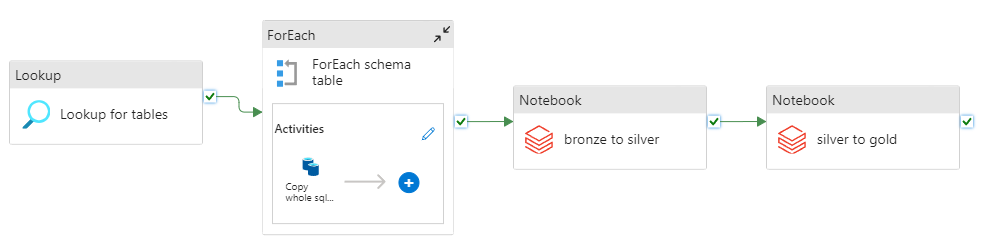 Lookup
Lookup for tables
ForEach
ForEach schema
table
Activities
Copy
whole sql...
Notebook
bronze to silver
Notebook
silver to gold